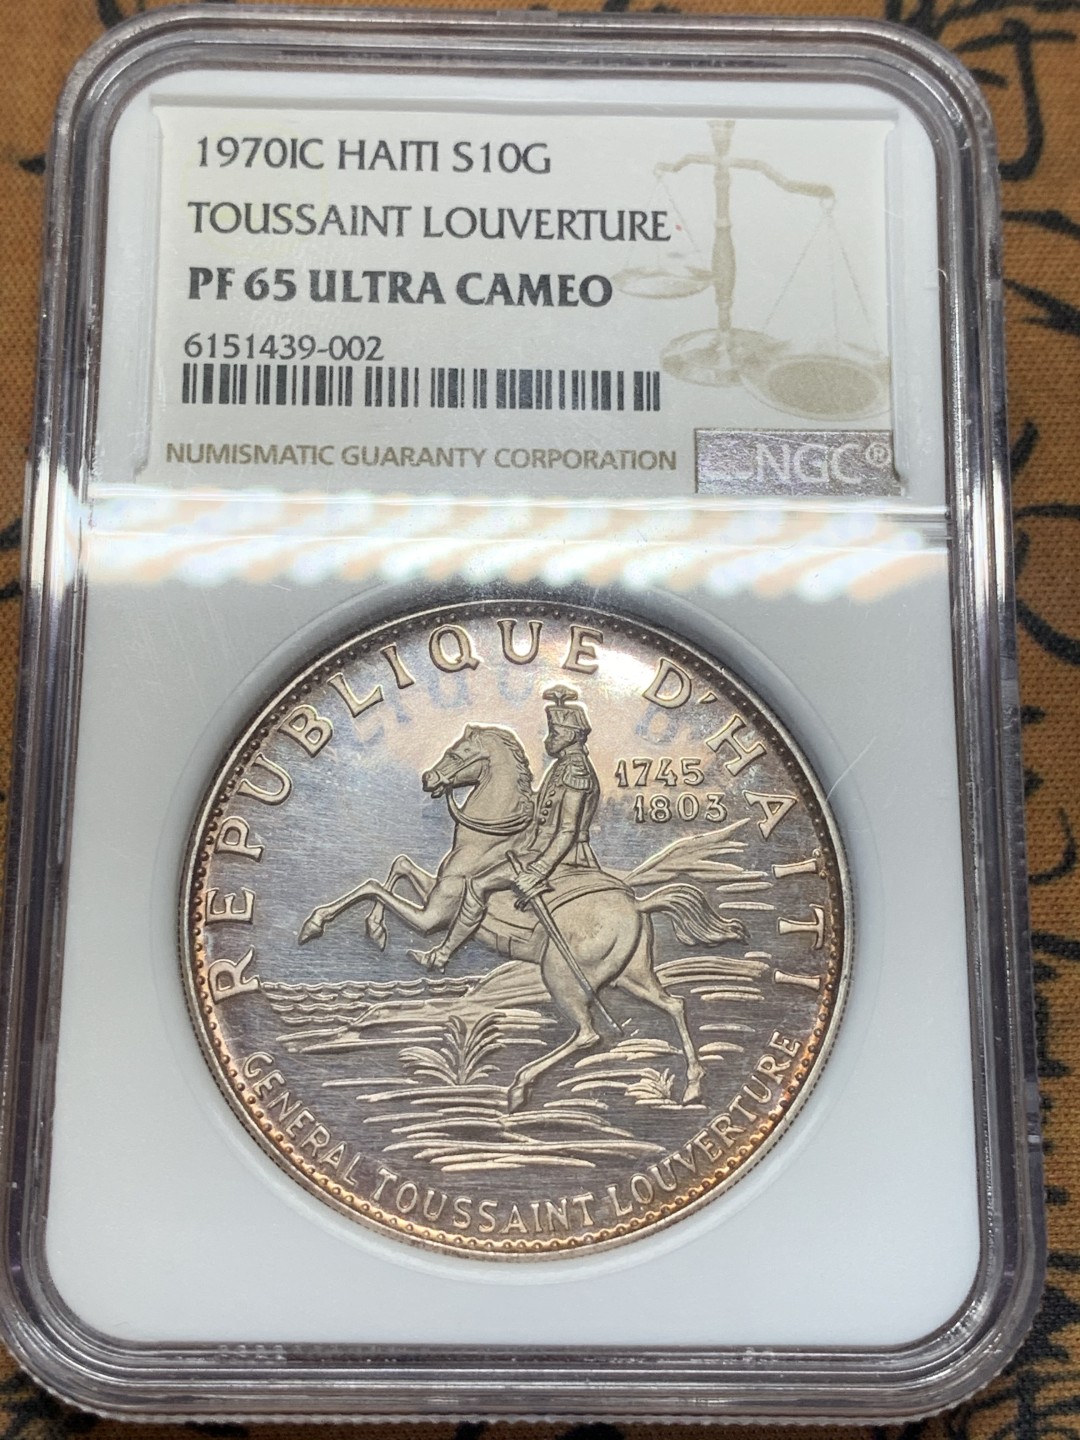 1970IC HAITI S10G
TOUSSAINT LOUVERTURE
PF 65 ULTRA CAMEO
6151439-002
NUMISMATIC GUARANTY CORPORATION
NGC®
REPUBLIQUE D'HAITI
1745
1803
GENERAL TOUSSAINT LOUVERTURE